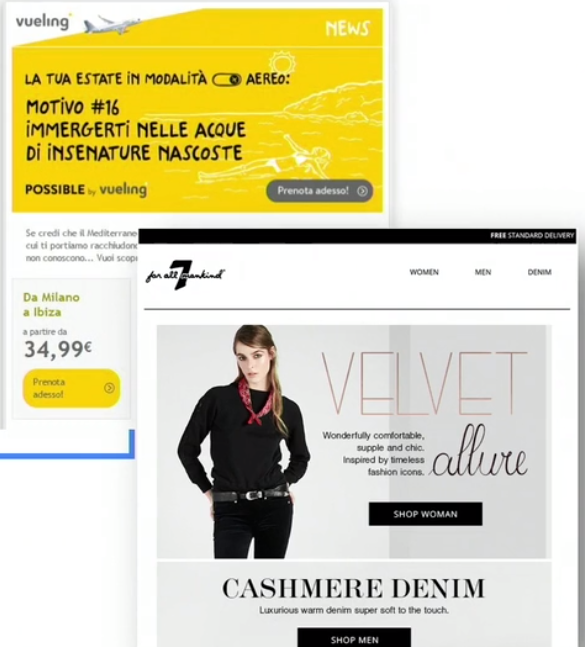 vueling
NEWS
LA TUA ESTATE IN MODALITÀ AEREO:
MOTIVO #16
IMMERGERTI NELLE ACQUE
DI INSENATURE NASCOSTE
POSSIBLE by vueling
Prenota adesso!
Se credi che il Mediterrane
cui ti portiamo racchiudono
non conoscono... Vuoi scop
Da Milano
a Ibiza
a partire da
34,99€
Prenota
adesso!
FREE STANDARD DELIVERY
for all 7 mankind
WOMEN
MEN
DENIM
VELVET
allure
Wonderfully comfortable,
supple and chic.
Inspired by timeless
fashion icons.
SHOP WOMAN
CASHMERE DENIM
Luxurious warm denim super soft to the touch.
SHOP MEN